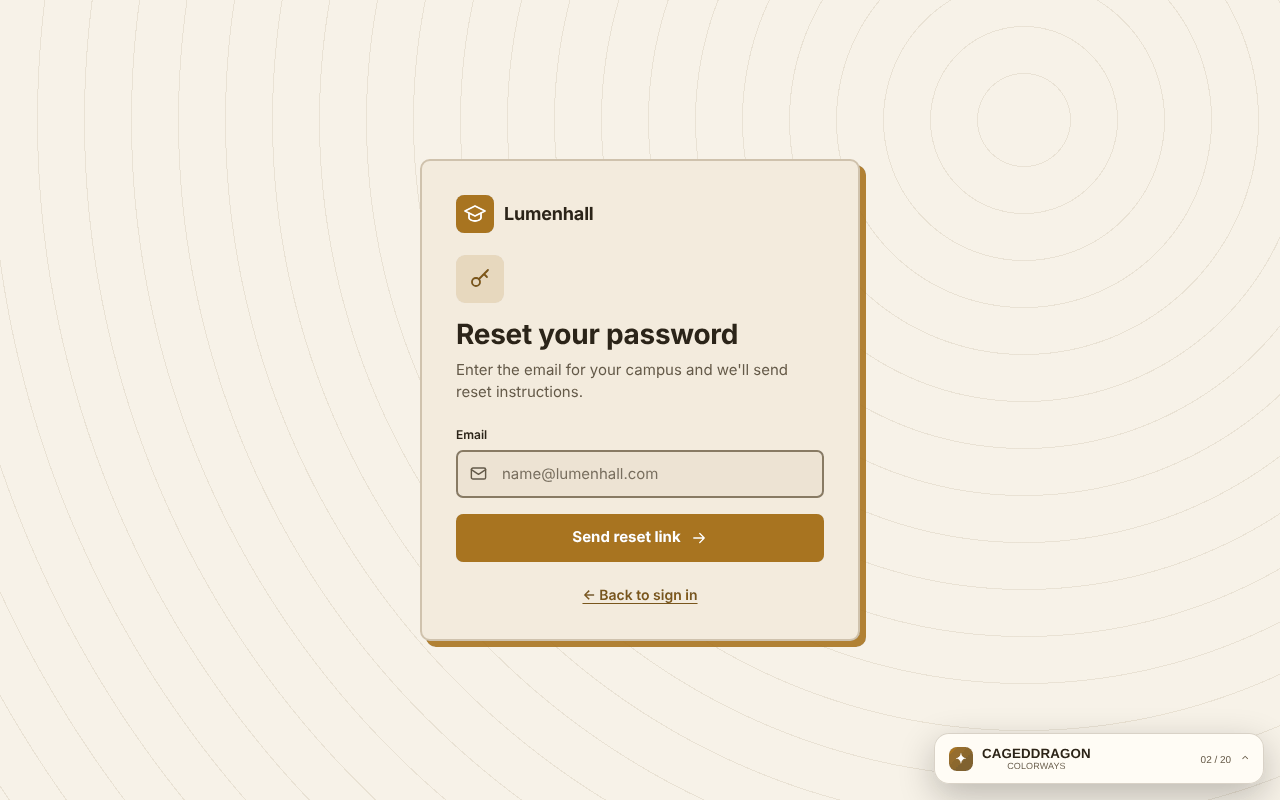 Lumenhall
Reset your password
Enter the email for your campus and we'll send
reset instructions.
Email
name@lumenhall.com
Send reset link →
← Back to sign in
CAGEDDRAGON
COLORWAYS
02 / 20